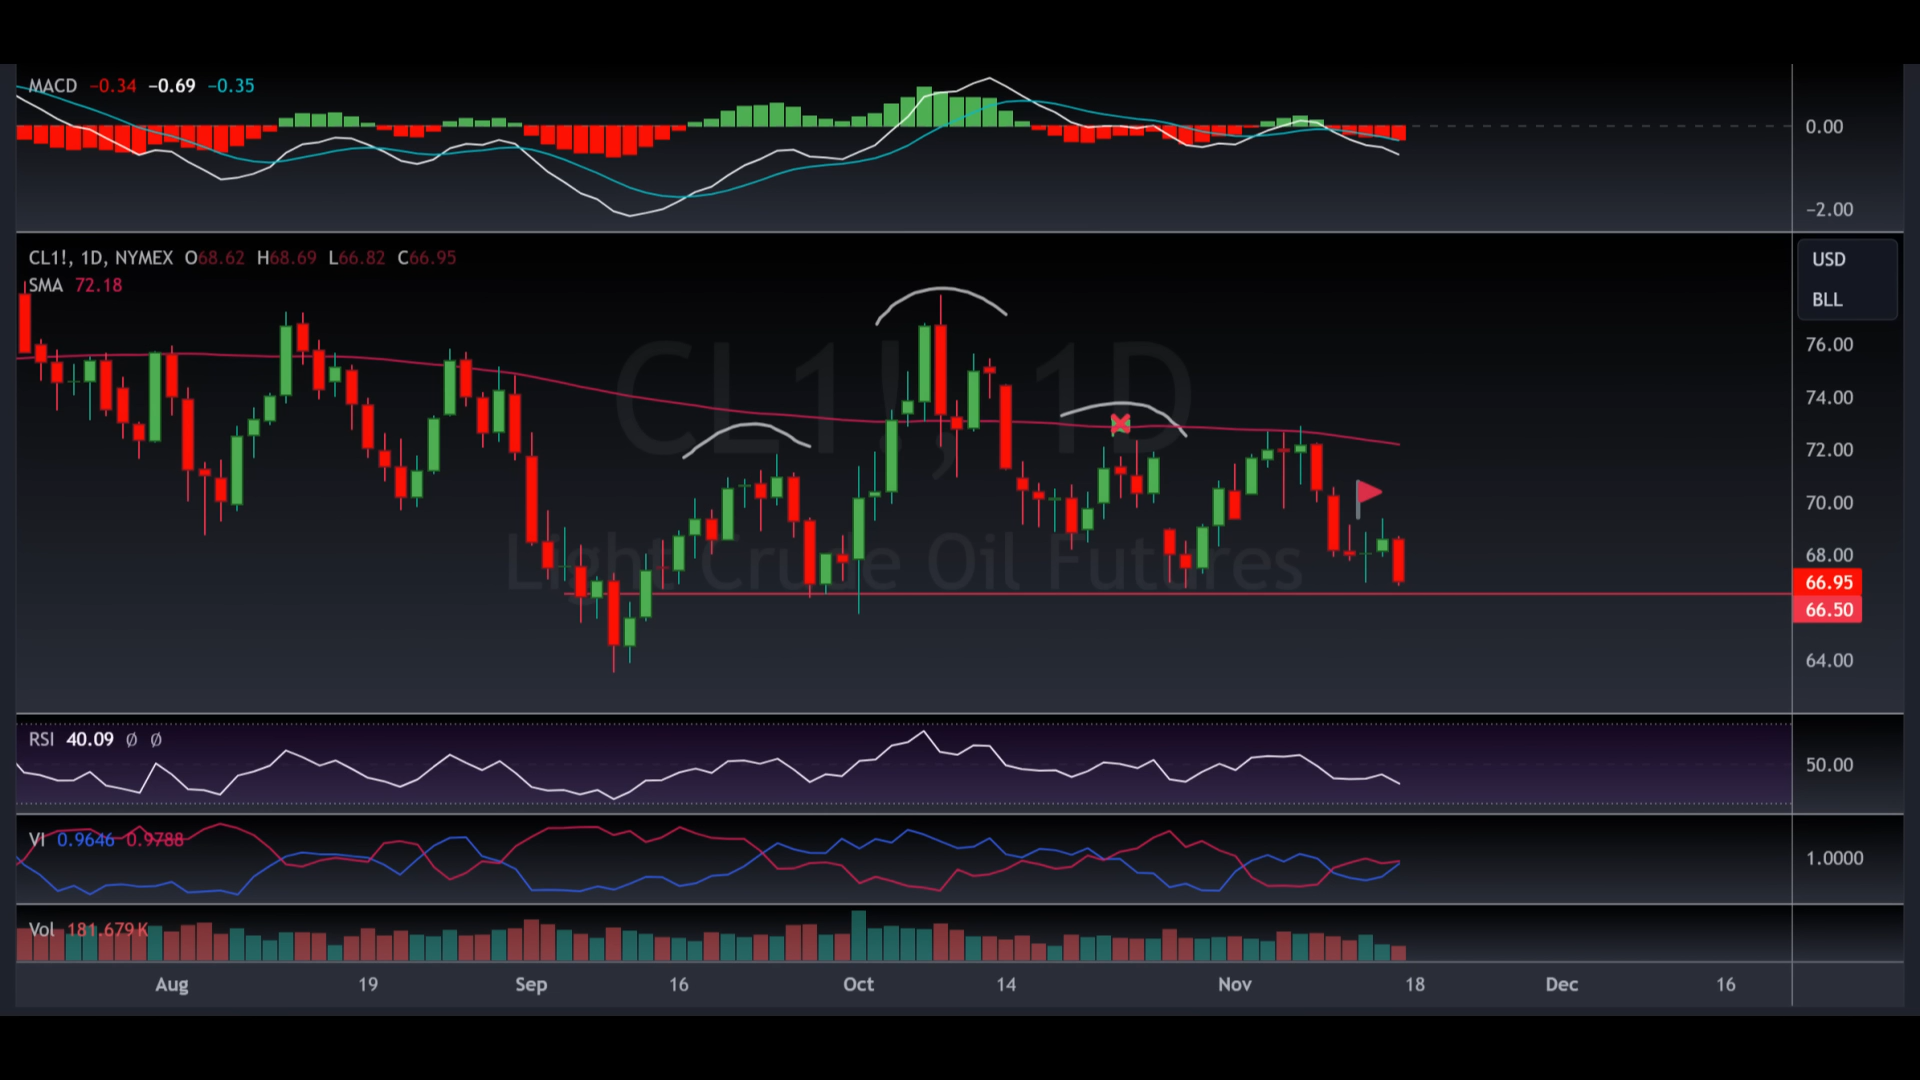 MACD −0.34 −0.69 −0.35
0.00
−2.00
CL1!, 1D, NYMEX O68.62 H68.69 L66.82 C66.95
SMA 72.18
USD
BLL
CL1!, 1D
Light Crude Oil Futures
76.00
74.00
72.00
70.00
68.00
66.95
66.50
64.00
RSI 40.09 Ø Ø
50.00
VI 0.9646 0.9788
1.0000
Vol 181.679K
Aug 19 Sep 16 Oct 14 Nov 18 Dec 16